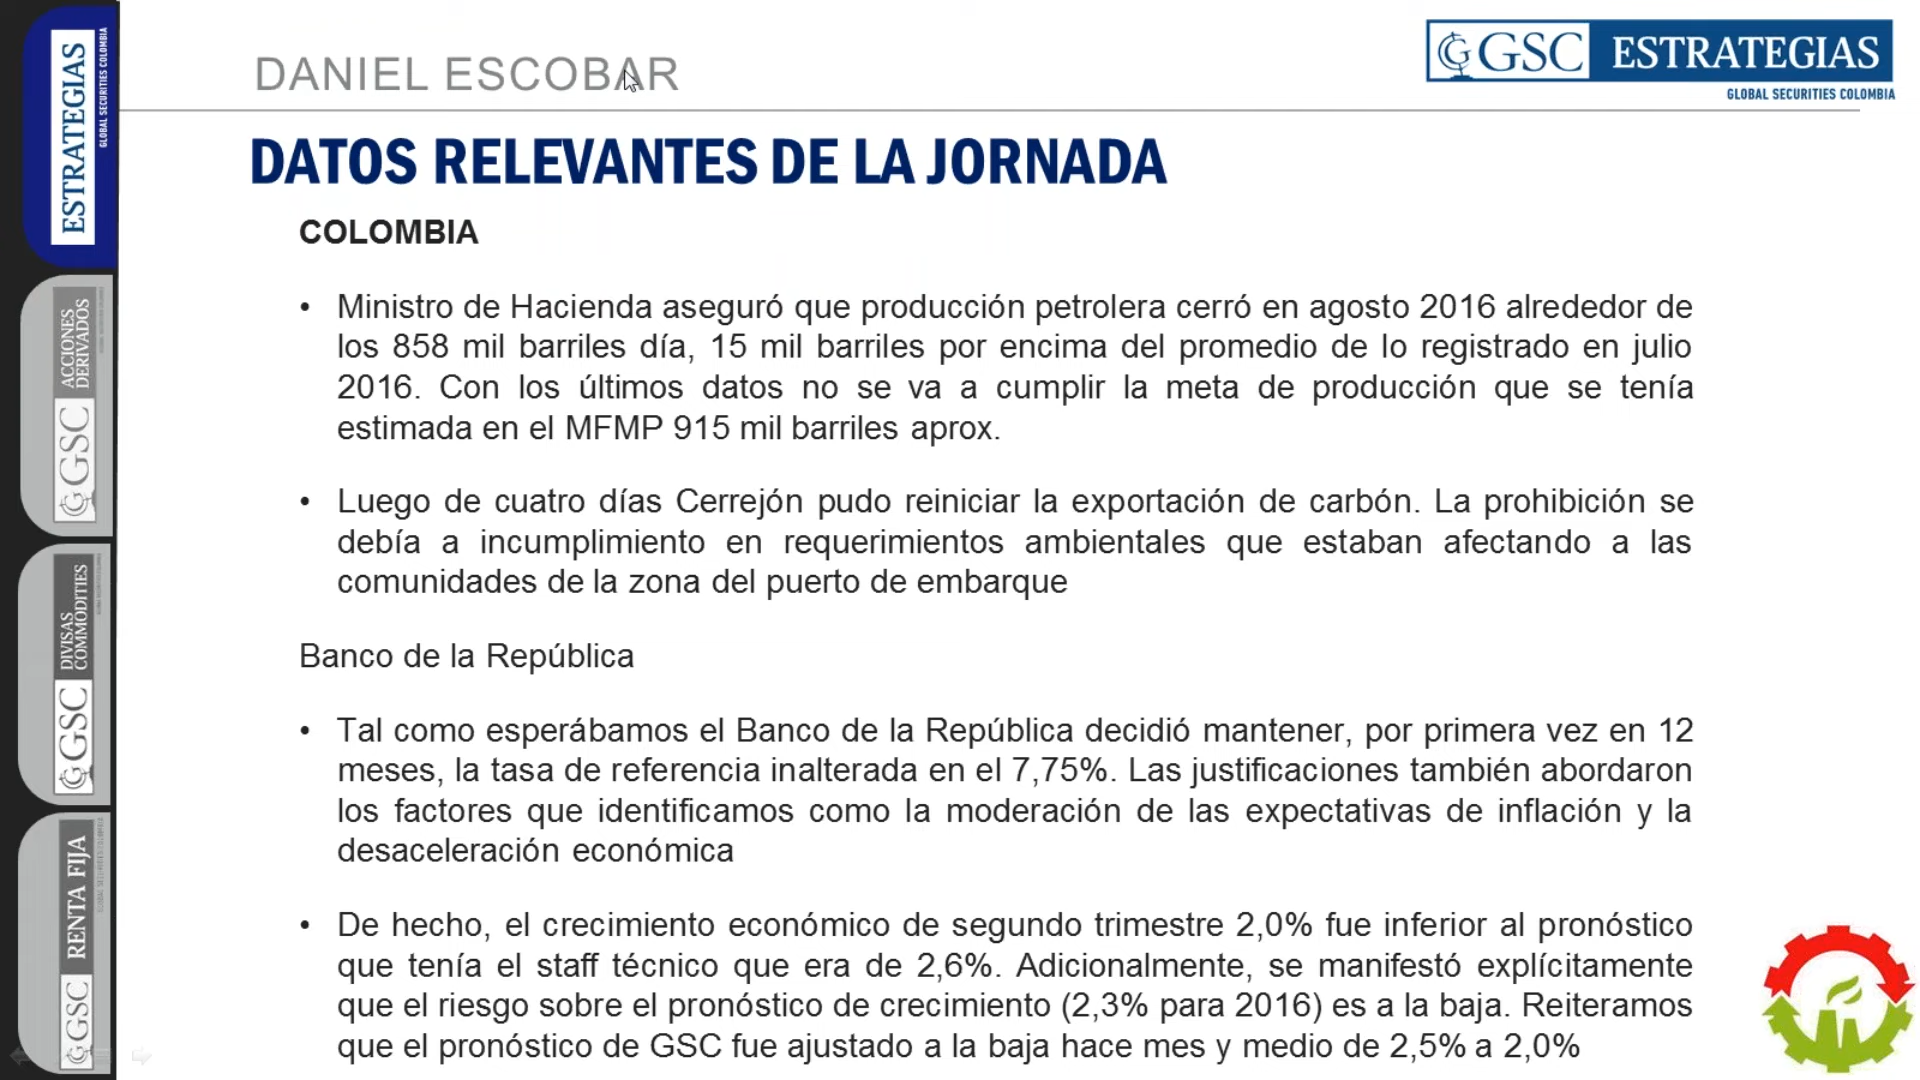 DANIEL ESCOBAR
GSC ESTRATEGIAS
GLOBAL SECURITIES COLOMBIA
DATOS RELEVANTES DE LA JORNADA
COLOMBIA
• Ministro de Hacienda aseguró que producción petrolera cerró en agosto 2016 alrededor de
los 858 mil barriles día, 15 mil barriles por encima del promedio de lo registrado en julio
2016. Con los últimos datos no se va a cumplir la meta de producción que se tenía
estimada en el MFMP 915 mil barriles aprox.
• Luego de cuatro días Cerrejón pudo reiniciar la exportación de carbón. La prohibición se
debía a incumplimiento en requerimientos ambientales que estaban afectando a las
comunidades de la zona del puerto de embarque
Banco de la República
• Tal como esperábamos el Banco de la República decidió mantener, por primera vez en 12
meses, la tasa de referencia inalterada en el 7,75%. Las justificaciones también abordaron
los factores que identificamos como la moderación de las expectativas de inflación y la
desaceleración económica
• De hecho, el crecimiento económico de segundo trimestre 2,0% fue inferior al pronóstico
que tenía el staff técnico que era de 2,6%. Adicionalmente, se manifestó explícitamente
que el riesgo sobre el pronóstico de crecimiento (2,3% para 2016) es a la baja. Reiteramos
que el pronóstico de GSC fue ajustado a la baja hace mes y medio de 2,5% a 2,0%
ESTRATEGIAS
GLOBAL SECURITIES COLOMBIA
GSC
ACCIONES
DERIVADOS
GSC
DIVISAS
COMMODITIES
GSC
RENTA FIJA